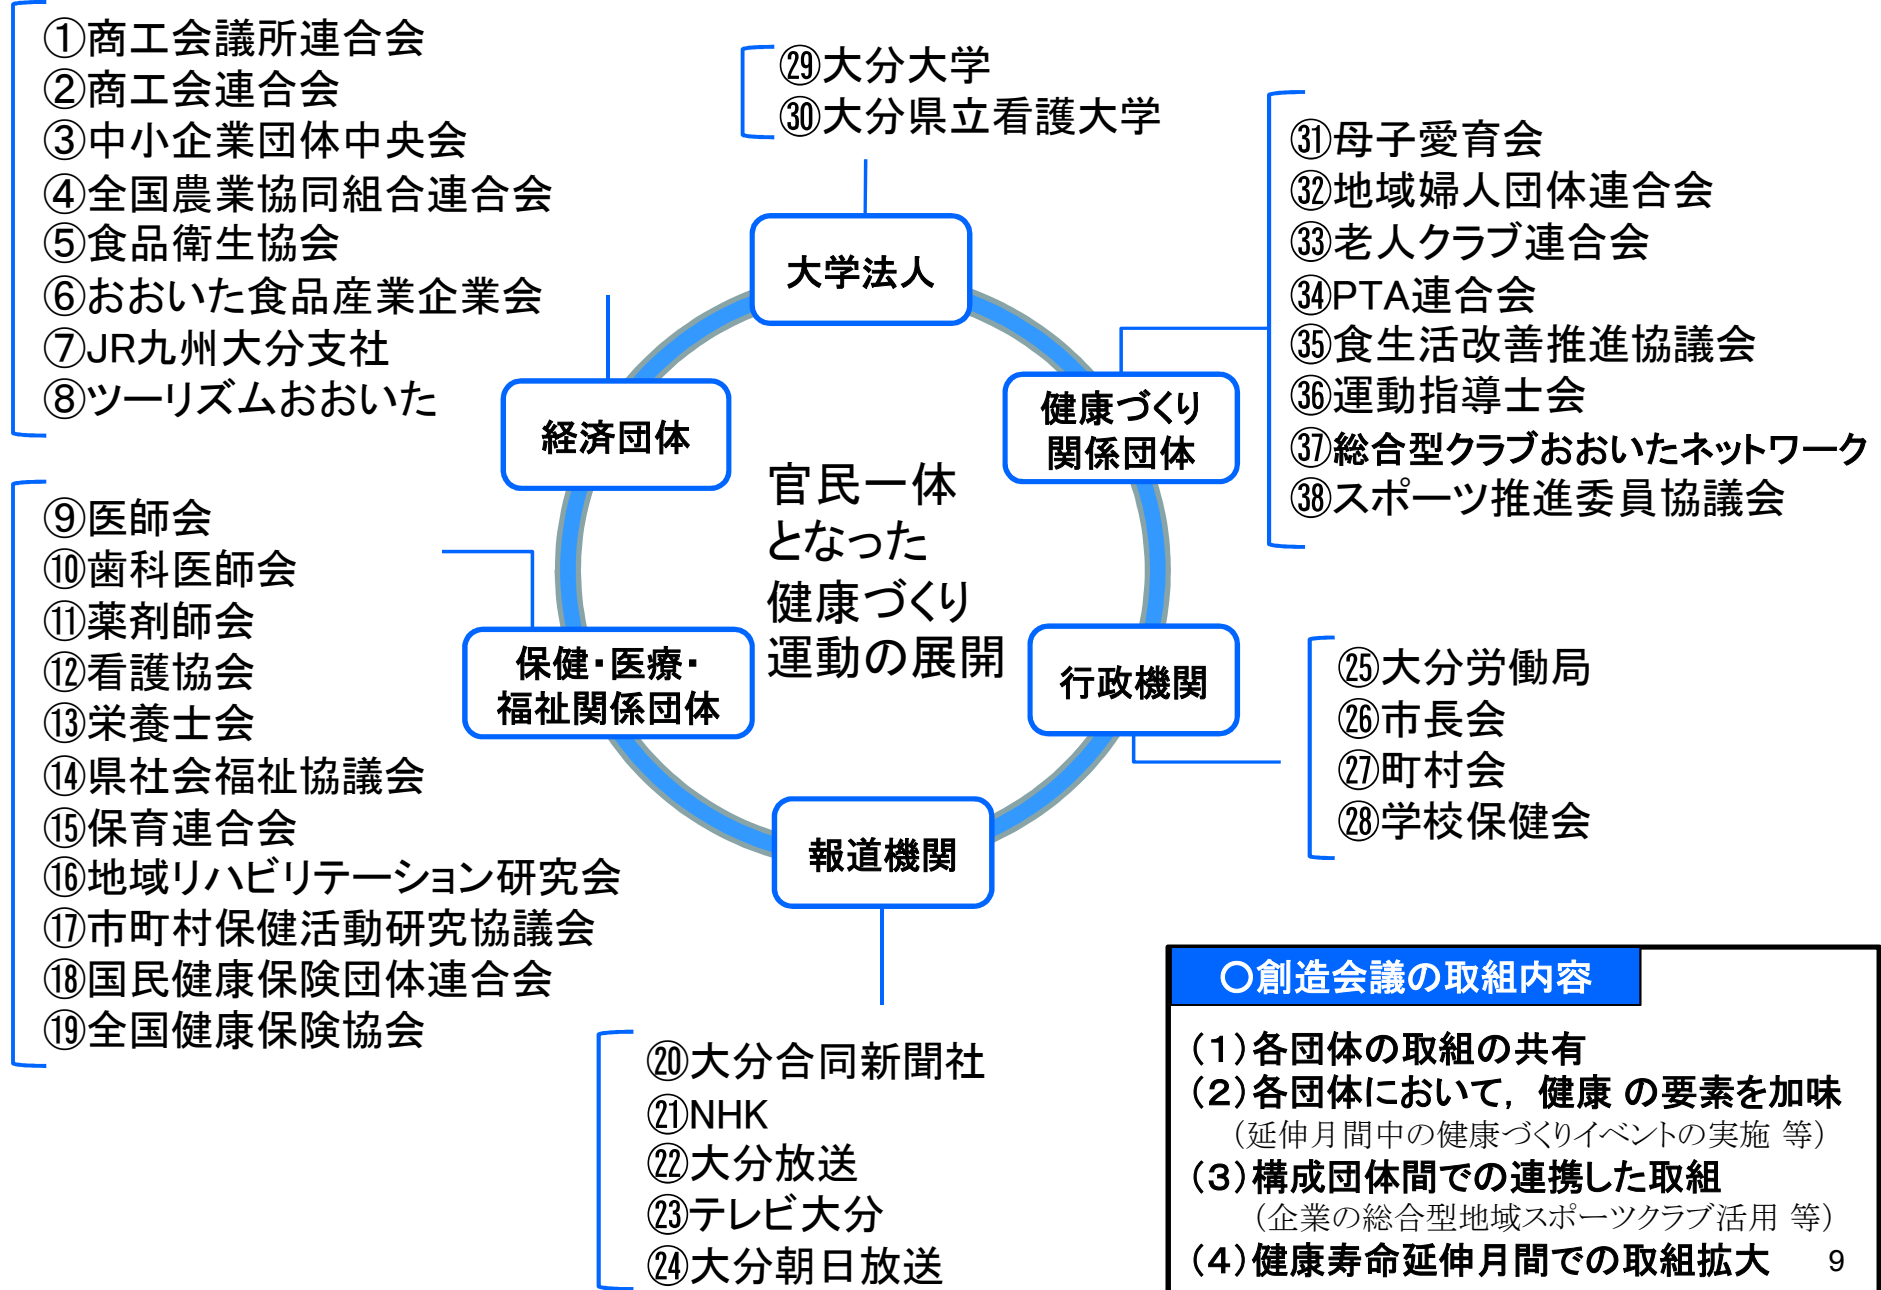 ①商工会議所連合会
②商工会連合会
③中小企業団体中央会
④全国農業協同組合連合会
⑤食品衛生協会
⑥おおいた食品産業企業会
⑦JR九州大分支社
⑧ツーリズムおおいた
⑨医師会
⑩歯科医師会
⑪薬剤師会
⑫看護協会
⑬栄養士会
⑭県社会福祉協議会
⑮保育連合会
⑯地域リハビリテーション研究会
⑰市町村保健活動研究協議会
⑱国民健康保険団体連合会
⑲全国健康保険協会
㉙大分大学
㉚大分県立看護大学
大学法人
経済団体
健康づくり
関係団体
官民一体
となった
健康づくり
運動の展開
保健・医療・
福祉関係団体
行政機関
報道機関
⑳大分合同新聞社
㉑NHK
㉒大分放送
㉓テレビ大分
㉔大分朝日放送
㉛母子愛育会
㉜地域婦人団体連合会
㉝老人クラブ連合会
㉞PTA連合会
㉟食生活改善推進協議会
㊱運動指導士会
㊲総合型クラブおおいたネットワーク
㊳スポーツ推進委員協議会
㉕大分労働局
㉖市長会
㉗町村会
㉘学校保健会
○創造会議の取組内容
(1)各団体の取組の共有
(2)各団体において, 健康 の要素を加味
(延伸月間中の健康づくりイベントの実施 等)
(3)構成団体間での連携した取組
(企業の総合型地域スポーツクラブ活用 等)
(4)健康寿命延伸月間での取組拡大
9